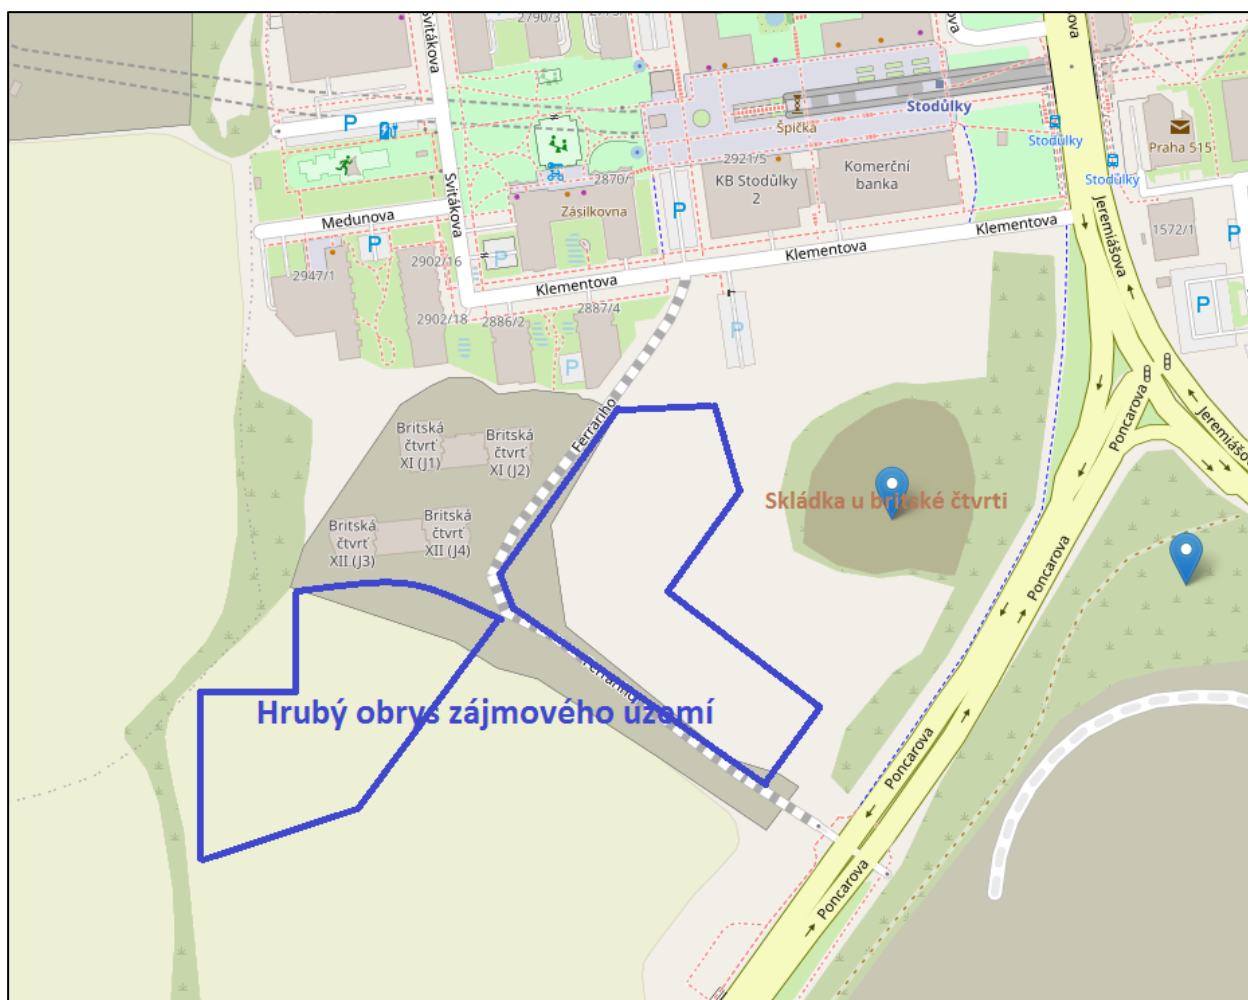 2790/3
Svitákova
P
Svitákova
Medunova
P
2947/1
2902/16
2902/18
P
2870/
Zásilkovna
Klementova
2886/2
2887/4
P
P
P
Špička
Stodůlky
2921/5
KB Stodůlky
2
Komerční
banka
Klementova
Klementova
Stodůlky
Stodůlky
Praha 515
1572/1
P
P
Jeremiášova
Jeremiášova
Poncarova
Ferrariho
Britská
čtvrť
XI (J1)
Britská
čtvrť
XI (J2)
Britská
čtvrť
XII (J3)
Britská
čtvrť
XII (J4)
Skládka u britské čtvrti
Poncarova
Hrubý obrys zájmového území
Poncarova
Poncarova